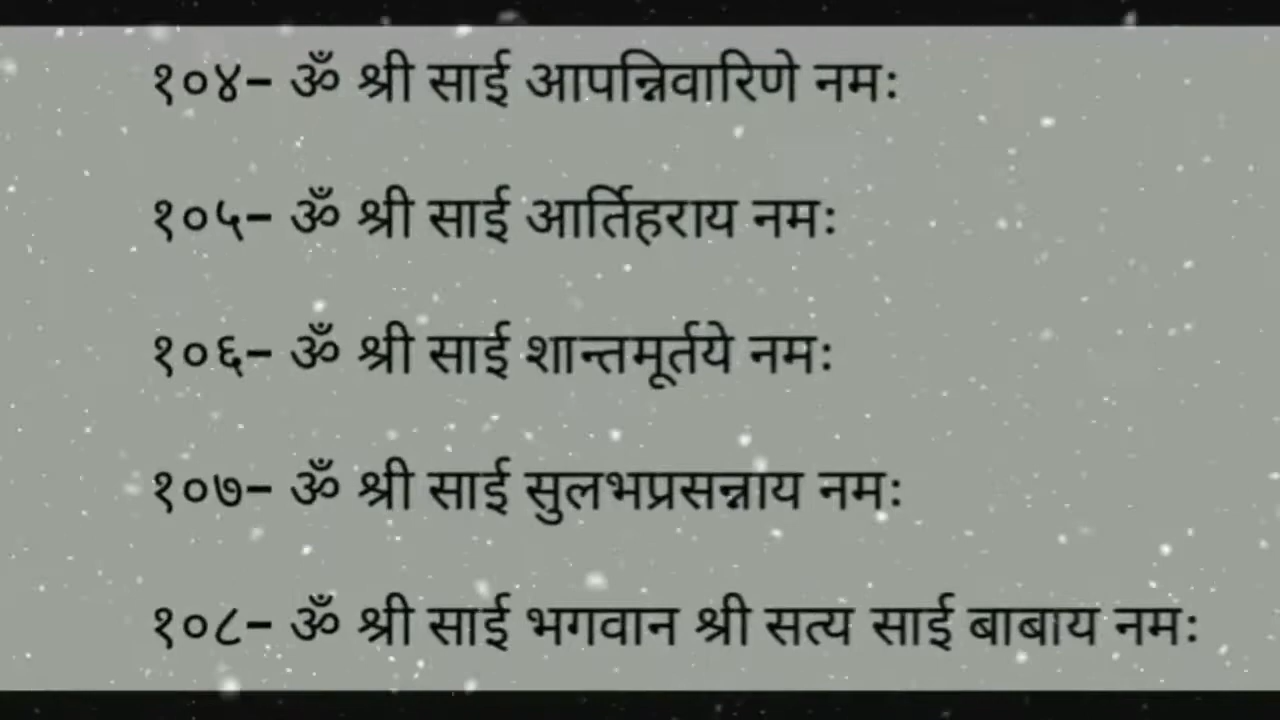 १०४- ॐ श्री साई आपन्निवारिणे नमः
१०५- ॐ श्री साई आर्तिहराय नमः
१०६- ॐ श्री साई शान्तमूर्तये नमः
१०७- ॐ श्री साई सुलभप्रसन्नाय नमः
१०८- ॐ श्री साई भगवान श्री सत्य साई बाबाय नमः